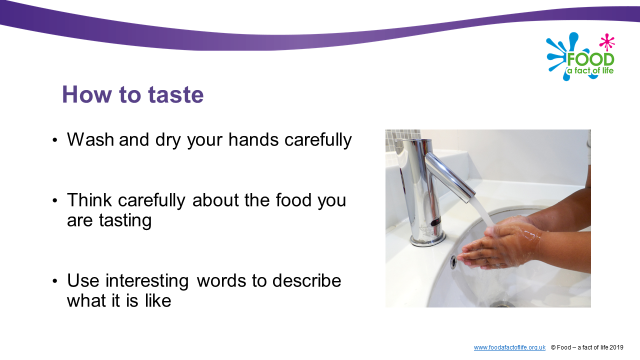 FOOD
a fact of life
How to taste
• Wash and dry your hands carefully
• Think carefully about the food you
are tasting
• Use interesting words to describe
what it is like
www.foodafactoflife.org.uk © Food – a fact of life 2019